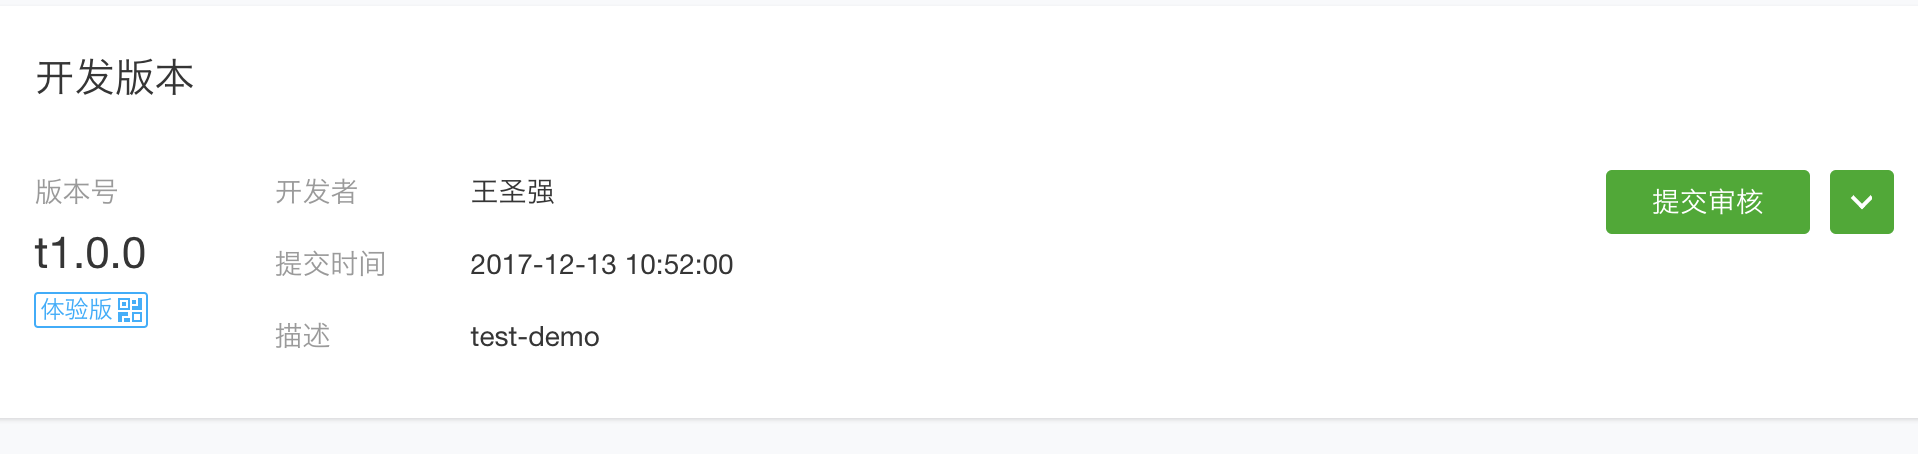 开发版本
版本号
t1.0.0
体验版
开发者 王圣强
提交时间 2017-12-13 10:52:00
描述 test-demo
提交审核